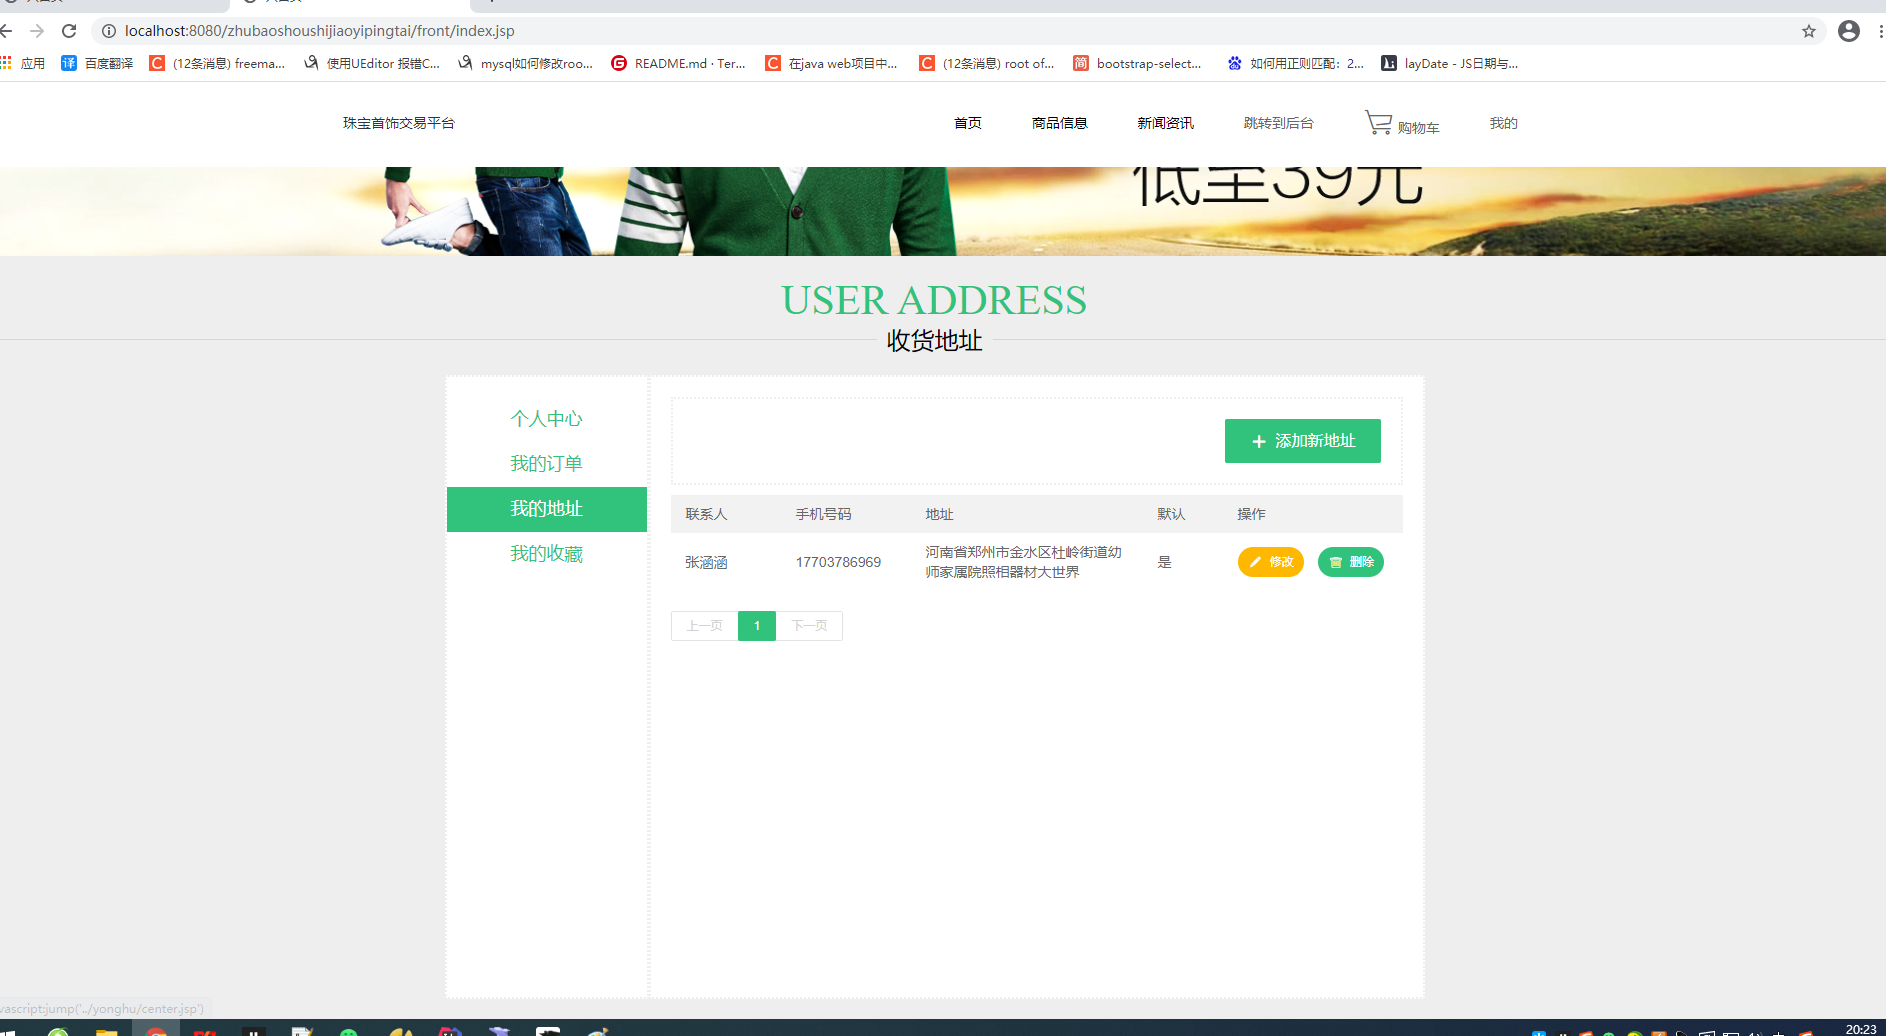 localhost:8080/zhubaoshoushijiaoyipingtai/front/index.jsp
应用 百度翻译 (12条消息) freema... 使用UEditor 报错C... mysql如何修改roo... README.md · Ter... 在java web项目中... (12条消息) root of... bootstrap-select... 如何用正则匹配：2... layDate - JS日期与...
珠宝首饰交易平台 首页 商品信息 新闻资讯 跳转到后台 购物车 我的
低至39元
USER ADDRESS
收货地址
个人中心
我的订单
我的地址
我的收藏
添加新地址
联系人 手机号码 地址 默认 操作
张涵涵 17703786969 河南省郑州市金水区杜岭街道幼 是 修改 删除
师家属院照相器材大世界
上一页 1 下一页
vascript:jump('../yonghu/center.jsp')
20:23